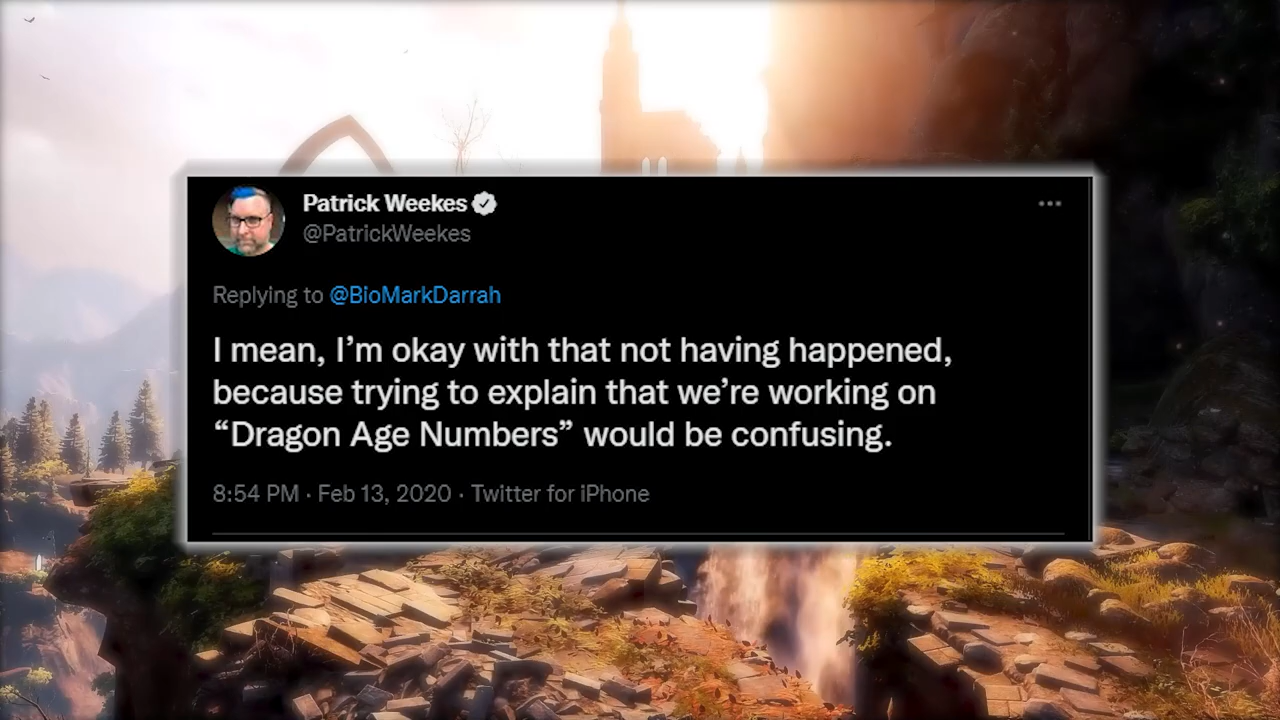 Patrick Weekes
@PatrickWeekes
Replying to @BioMarkDarrah
I mean, I’m okay with that not having happened,
because trying to explain that we’re working on
“Dragon Age Numbers” would be confusing.
8:54 PM · Feb 13, 2020 · Twitter for iPhone